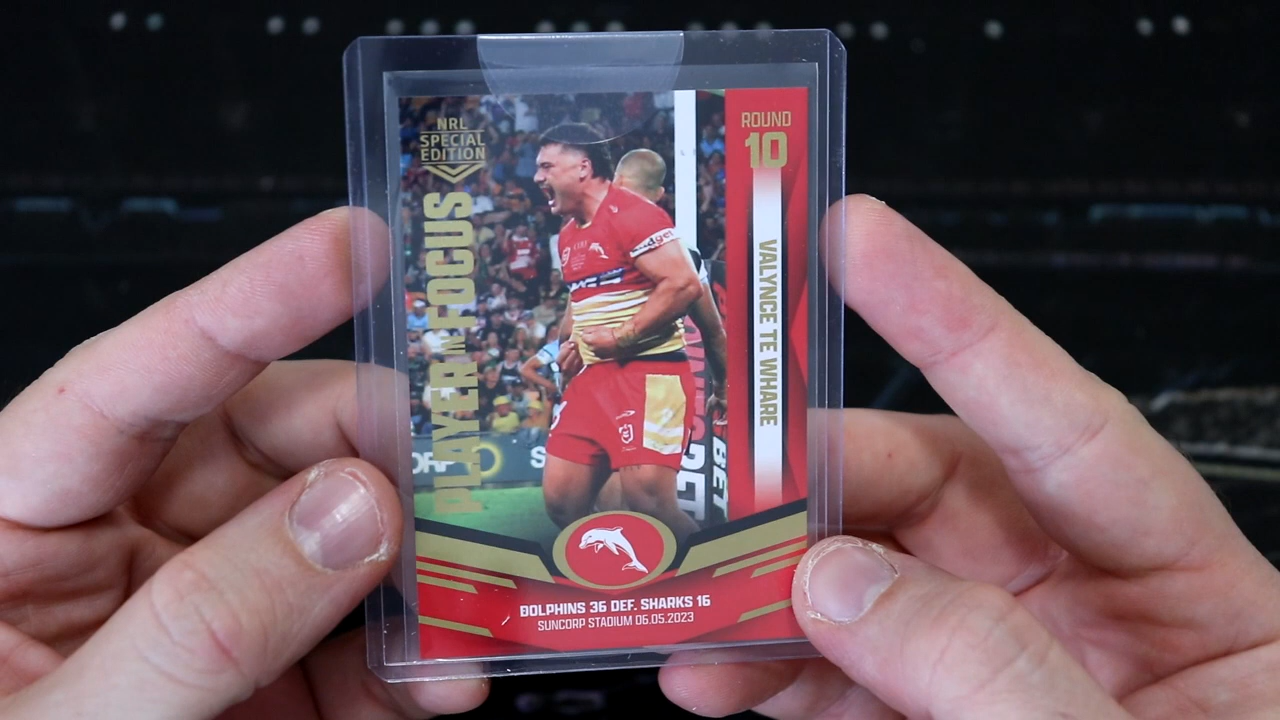 NRL
SPECIAL
EDITION
PLAYER IN FOCUS
ROUND
10
VALYNCE TE WHARE
DOLPHINS 36 DEF. SHARKS 16
SUNCORP STADIUM 06.05.2023
BET